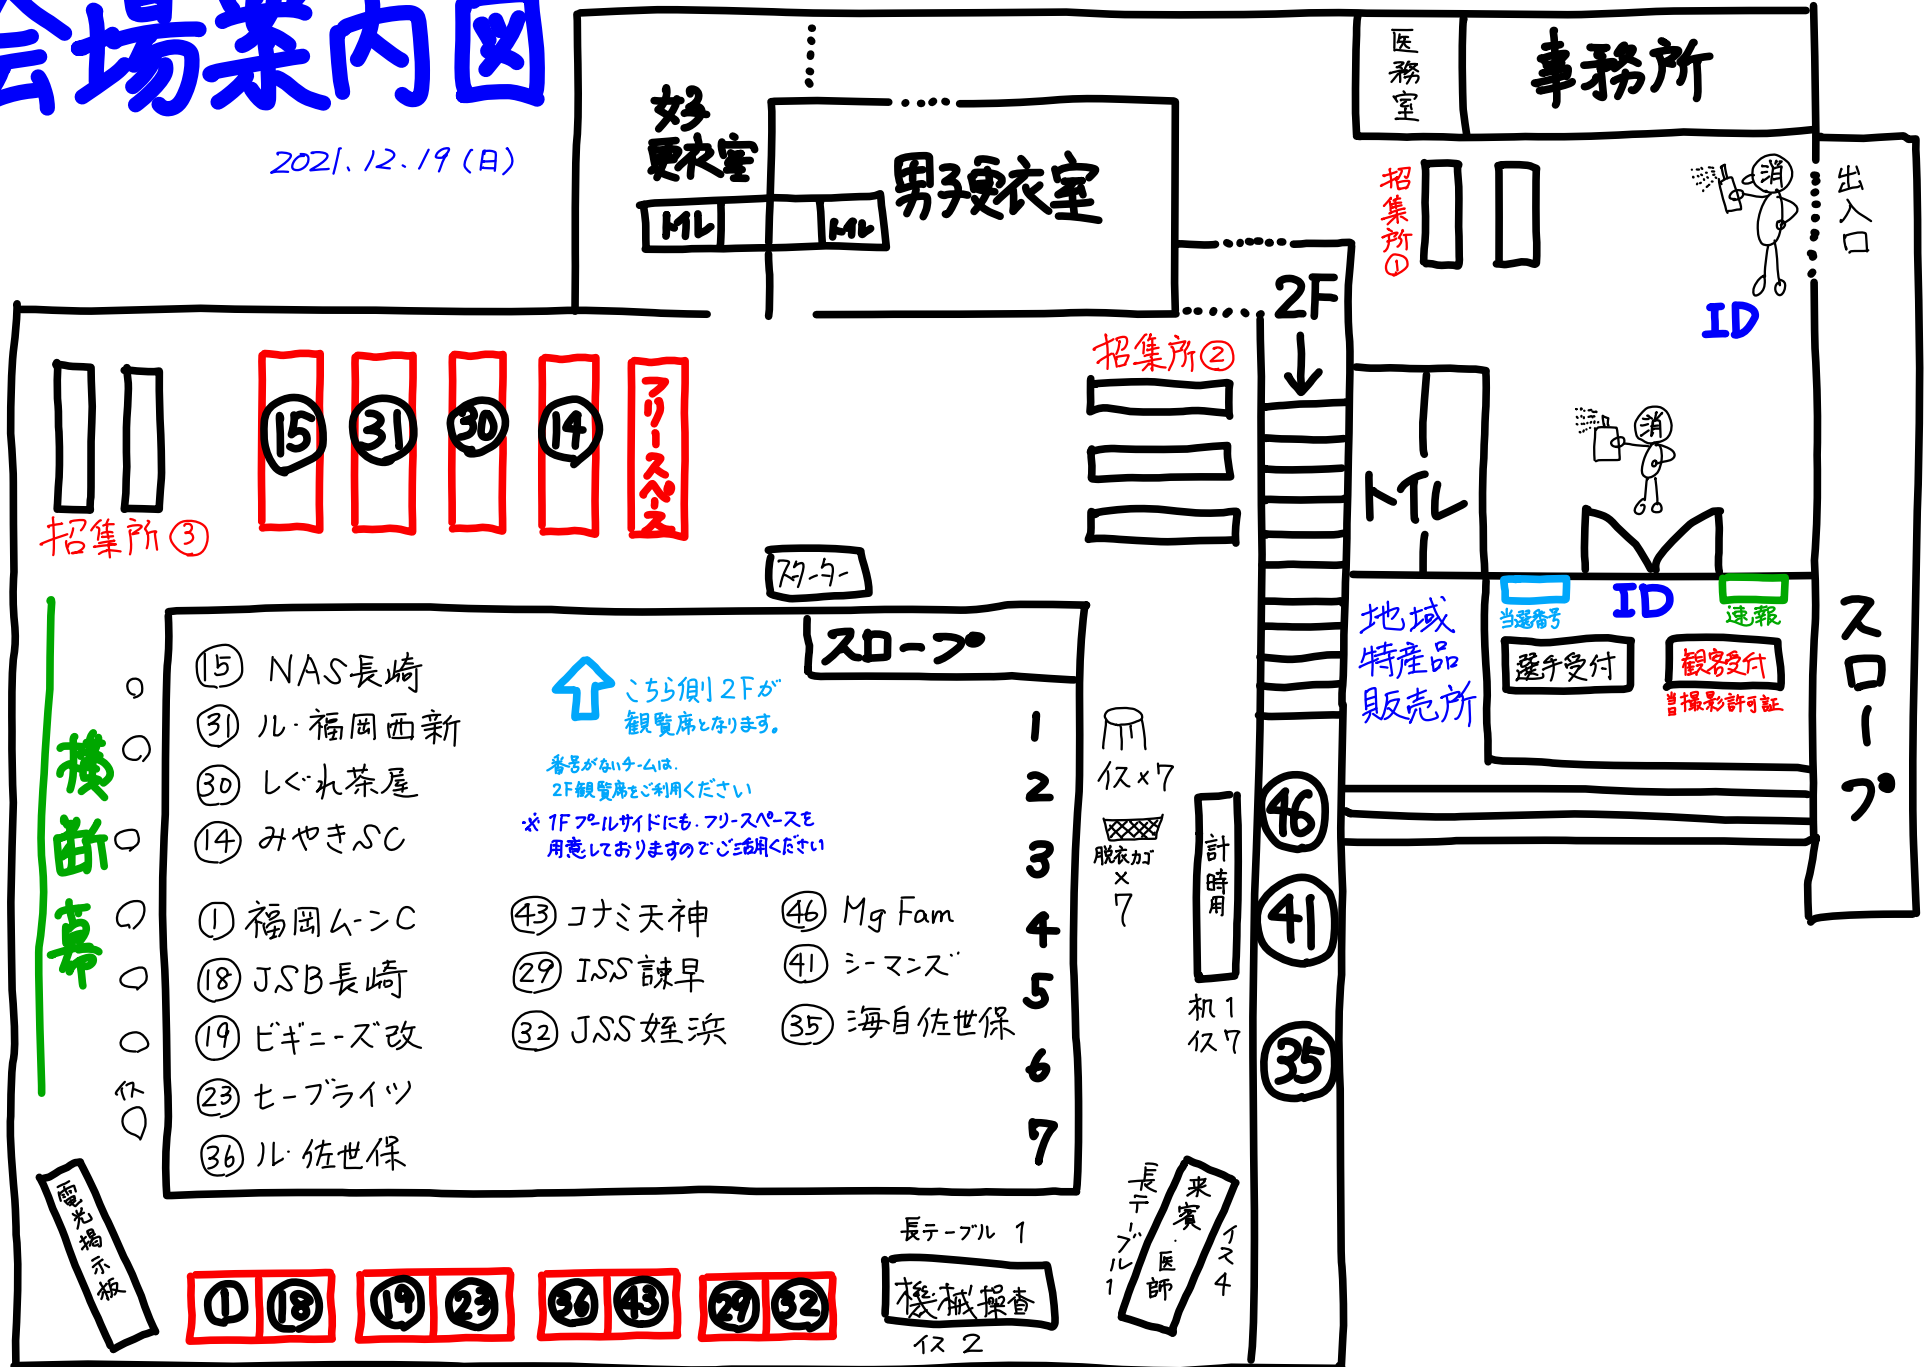 会場案内図
2021.12.19(日)
女子
更衣室
トイレ
トイレ
男子更衣室
医務室
事務所
招集所①
消
出入口
ID
2F
招集所②
招集所③
15
31
30
14
フリースペース
スターター
トイレ
消
ID
当選番号
速報
選手受付
観客受付
当日撮影許可証
地域
特産品
販売所
スロープ
スロープ
横断幕
⑮ NAS長崎
㉛ ル・福岡西新
㉚ しぐれ茶屋
⑭ みやきSC
こちら側2Fが
観覧席となります。
番号がないチームは、
2F観覧席をご利用ください
※1Fプールサイドにも、フリースペースを
用意しておりますのでご活用ください
① 福岡ムーンC
⑱ JSB長崎
⑲ ビギニーズ改
㉓ ヒーブライツ
㊱ ル・佐世保
㊸ コナミ天神
㉙ ISS諫早
㉜ JSS姪浜
㊻ Mg Fam
㊶ シーマンズ
㉟ 海自佐世保
1
2
3
4
5
6
7
イス×7
脱衣カゴ
×
7
計時用
机1
イス7
46
41
35
イス
電光掲示板
1
18
19
23
36
43
29
32
長テーブル 1
機械操査
イス 2
長テーブル1
来賓・医師
イス4